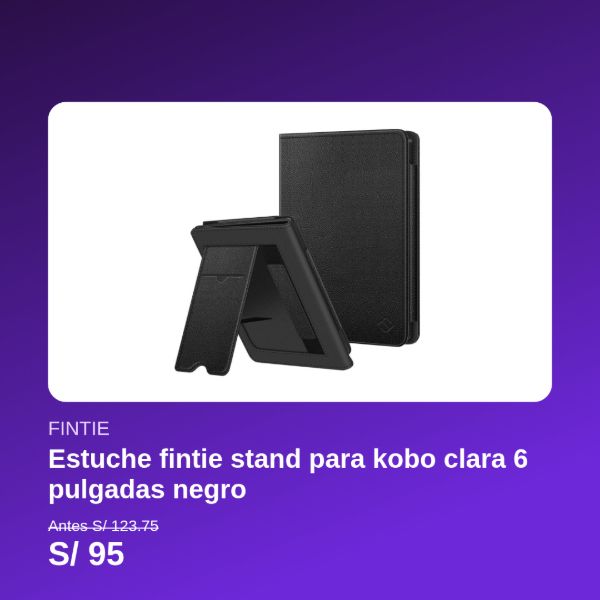 FINTIE
Estuche fintie stand para kobo clara 6
pulgadas negro
Antes S/ 123.75
S/ 95